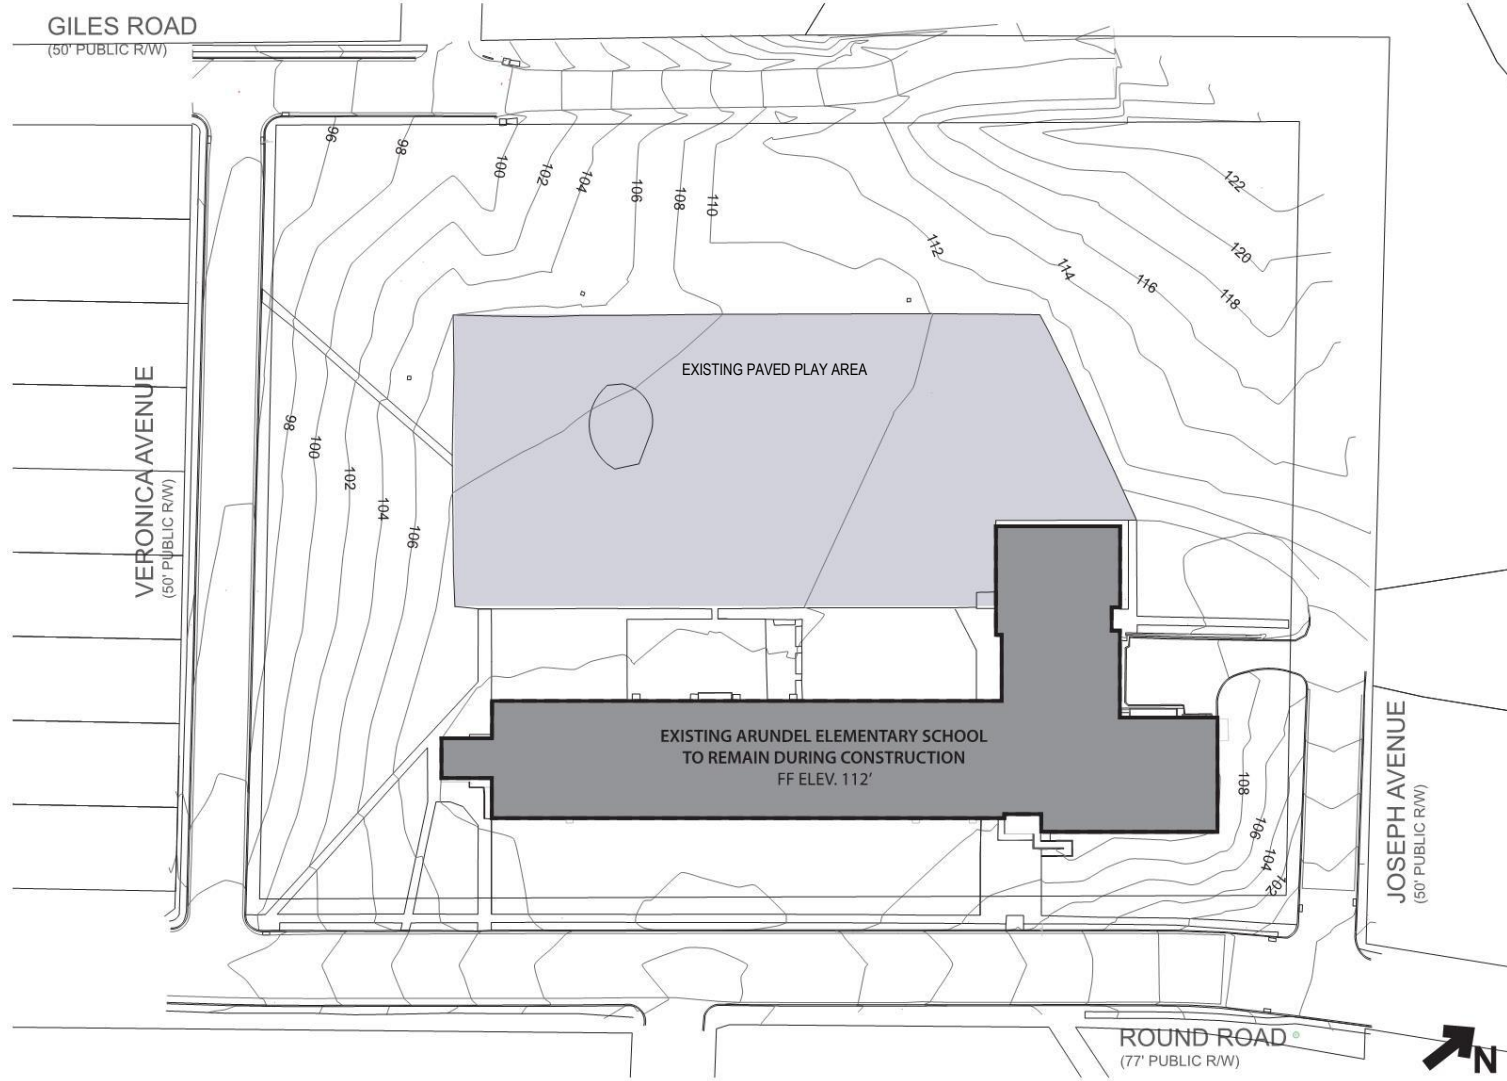 GILES ROAD
(50' PUBLIC R/W)
96
98
100
102
104
106
108
110
112
114
116
118
120
122
EXISTING PAVED PLAY AREA
VERONICA AVENUE
(50' PUBLIC R/W)
98
100
102
104
106
EXISTING ARUNDEL ELEMENTARY SCHOOL
TO REMAIN DURING CONSTRUCTION
FF ELEV. 112'
108
106
104
102
JOSEPH AVENUE
(50' PUBLIC R/W)
ROUND ROAD
(77' PUBLIC R/W)
N